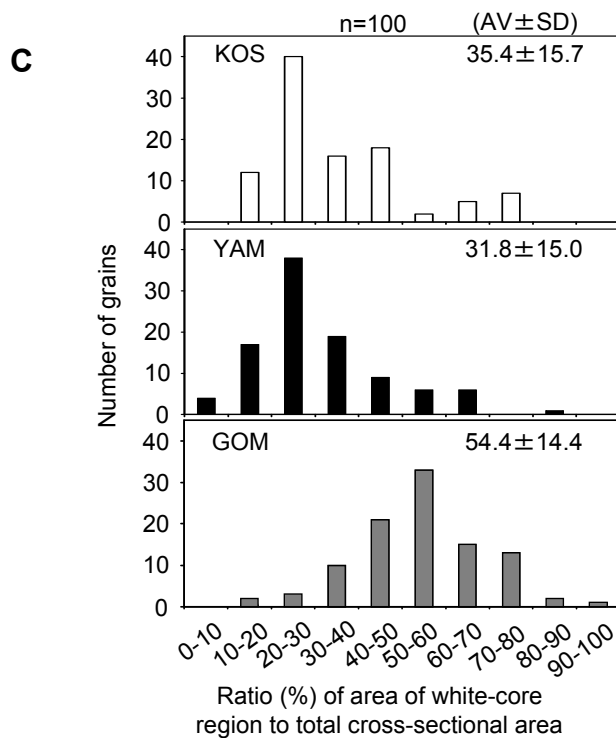 C
n=100 (AV±SD)
KOS 35.4±15.7
40
30
20
10
0
YAM 31.8±15.0
40
30
20
10
0
GOM 54.4±14.4
40
30
20
10
0
Number of grains
0-10 10-20 20-30 30-40 40-50 50-60 60-70 70-80 80-90 90-100
Ratio (%) of area of white-core
region to total cross-sectional area